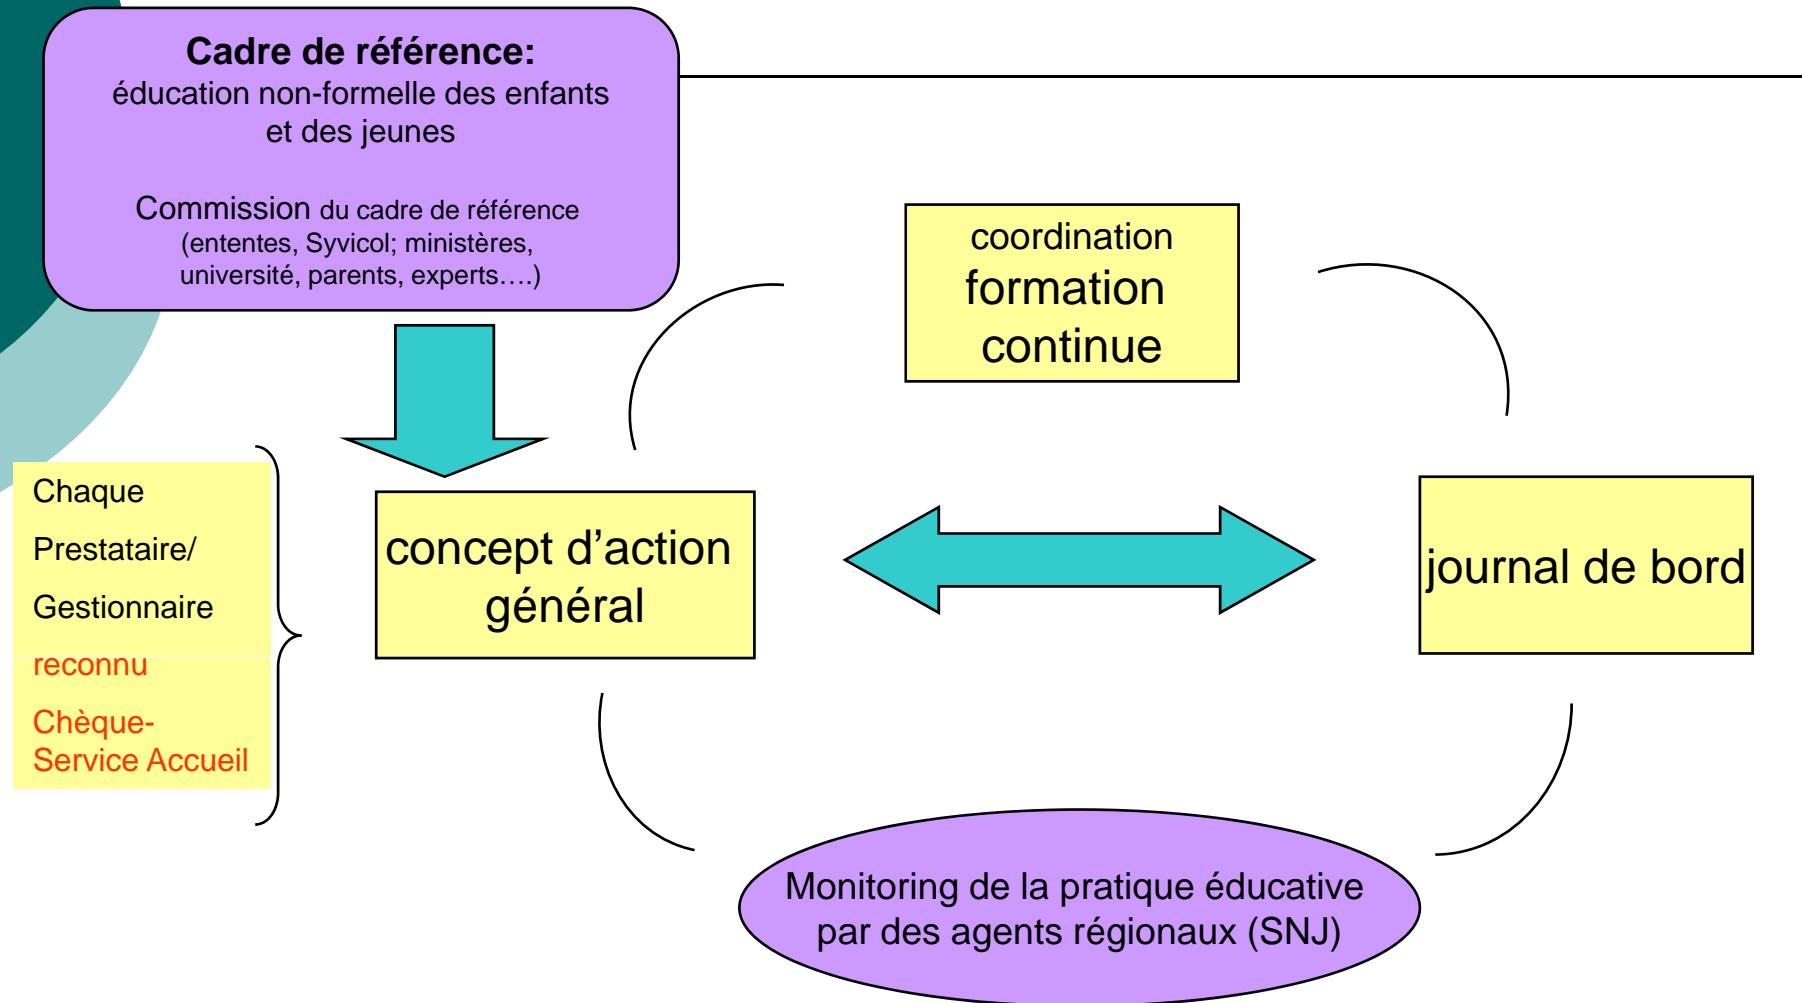 Cadre de référence:
éducation non-formelle des enfants
et des jeunes
Commission du cadre de référence
(ententes, Syvicol; ministères,
université, parents, experts….)
coordination
formation
continue
Chaque
Prestataire/
Gestionnaire
reconnu
Chèque-
Service Accueil
concept d’action
général
journal de bord
Monitoring de la pratique éducative
par des agents régionaux (SNJ)